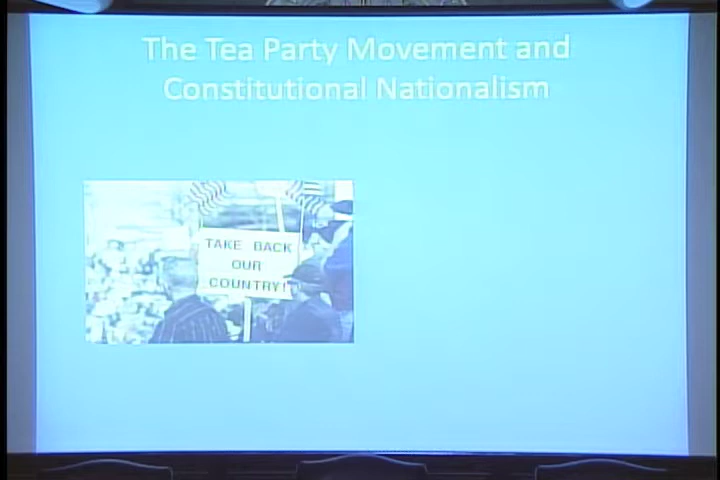 The Tea Party Movement and
Constitutional Nationalism
TAKE BACK
OUR
COUNTRY!